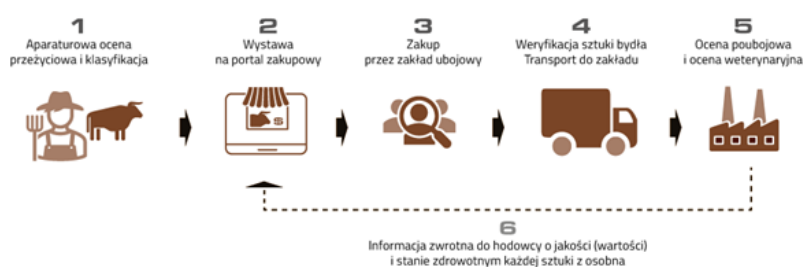 1
Aparaturowa ocena
przeżyciowa i klasyfikacja
2
Wystawa
na portal zakupowy
3
Zakup
przez zakład ubojowy
4
Weryfikacja sztuki bydła
Transport do zakładu
5
Ocena poubojowa
i ocena weterynaryjna
$
6
Informacja zwrotna do hodowcy o jakości (wartości)
i stanie zdrowotnym każdej sztuki z osobna